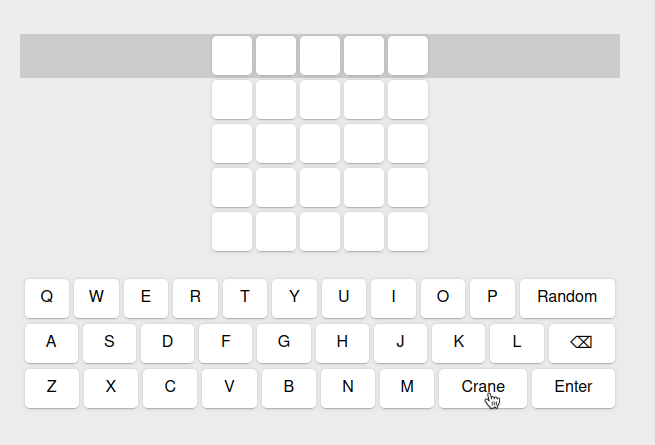 Q W E R T Y U I O P Random
A S D F G H J K L ⌫
Z X C V B N M Crane Enter